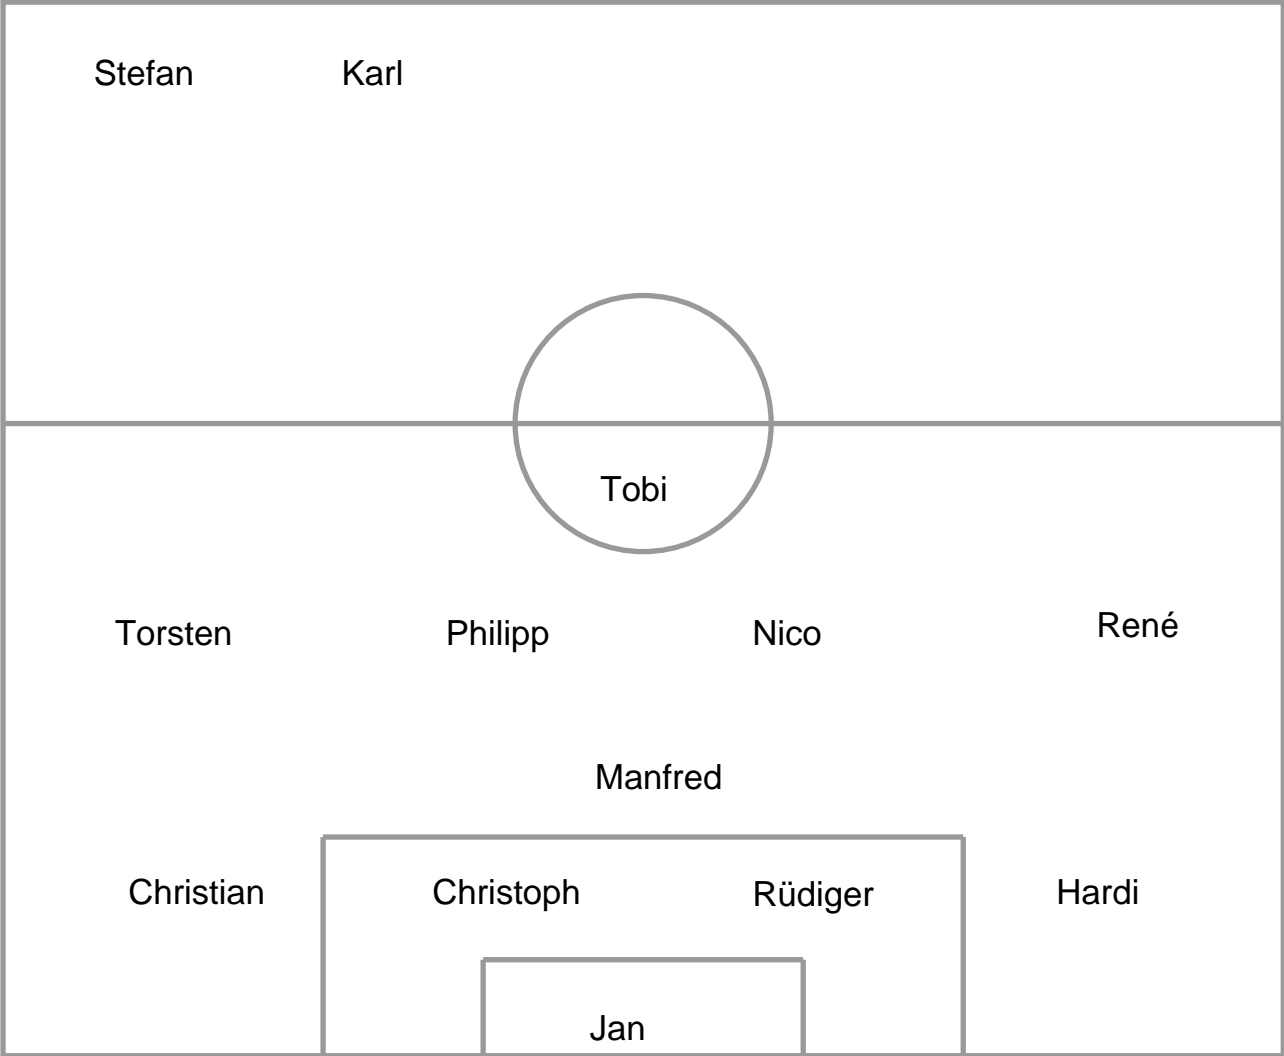 Stefan Karl
Tobi
Torsten Philipp Nico René
Manfred
Christian Christoph Rüdiger Hardi
Jan